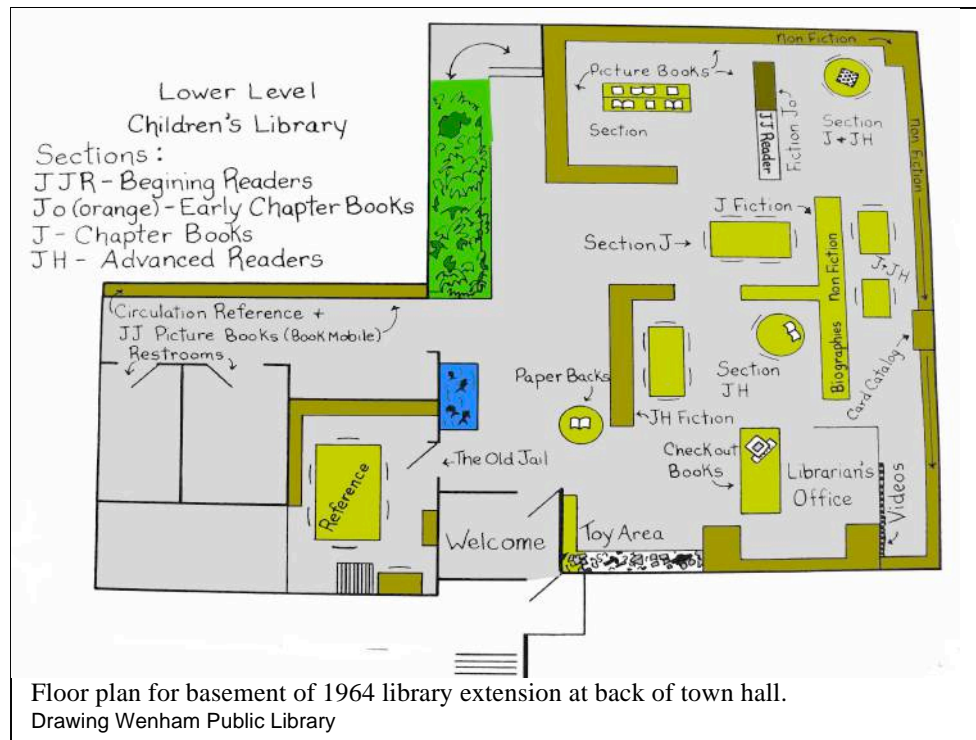 Lower Level
Children's Library
Sections:
JJR - Begining Readers
Jo (orange) - Early Chapter Books
J - Chapter Books
JH - Advanced Readers
Non Fiction
Picture Books
Section
JJ Reader
Fiction Jo
Section
J + JH
Non Fiction
J Fiction
Section J
Non Fiction
Biographies
J + JH
Card Catalog
Circulation Reference +
JJ Picture Books (Book Mobile)
Restrooms
Paper Backs
Section
JH
JH Fiction
The Old Jail
Reference
Checkout
Books
Librarian's
Office
Videos
Welcome
Toy Area
Floor plan for basement of 1964 library extension at back of town hall.
Drawing Wenham Public Library